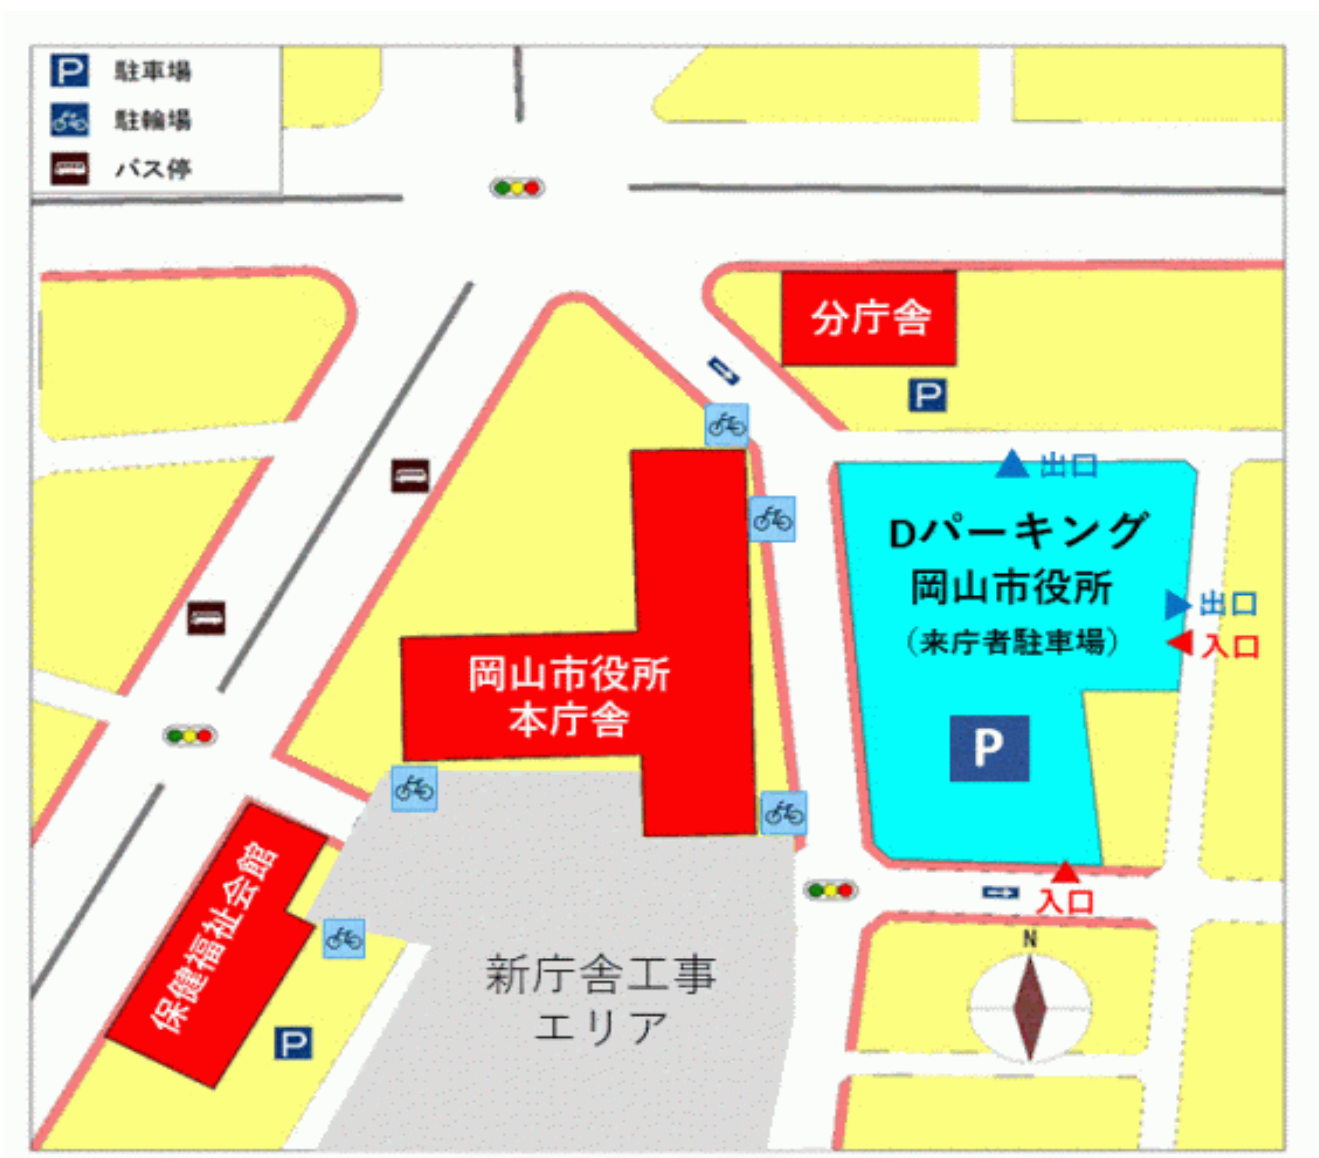 P 駐車場
駐輪場
バス停
分庁舎
P
出口
Dパーキング
岡山市役所
（来庁者駐車場）
出口
入口
岡山市役所
本庁舎
P
入口
保健福祉会館
N
新庁舎工事
エリア
P